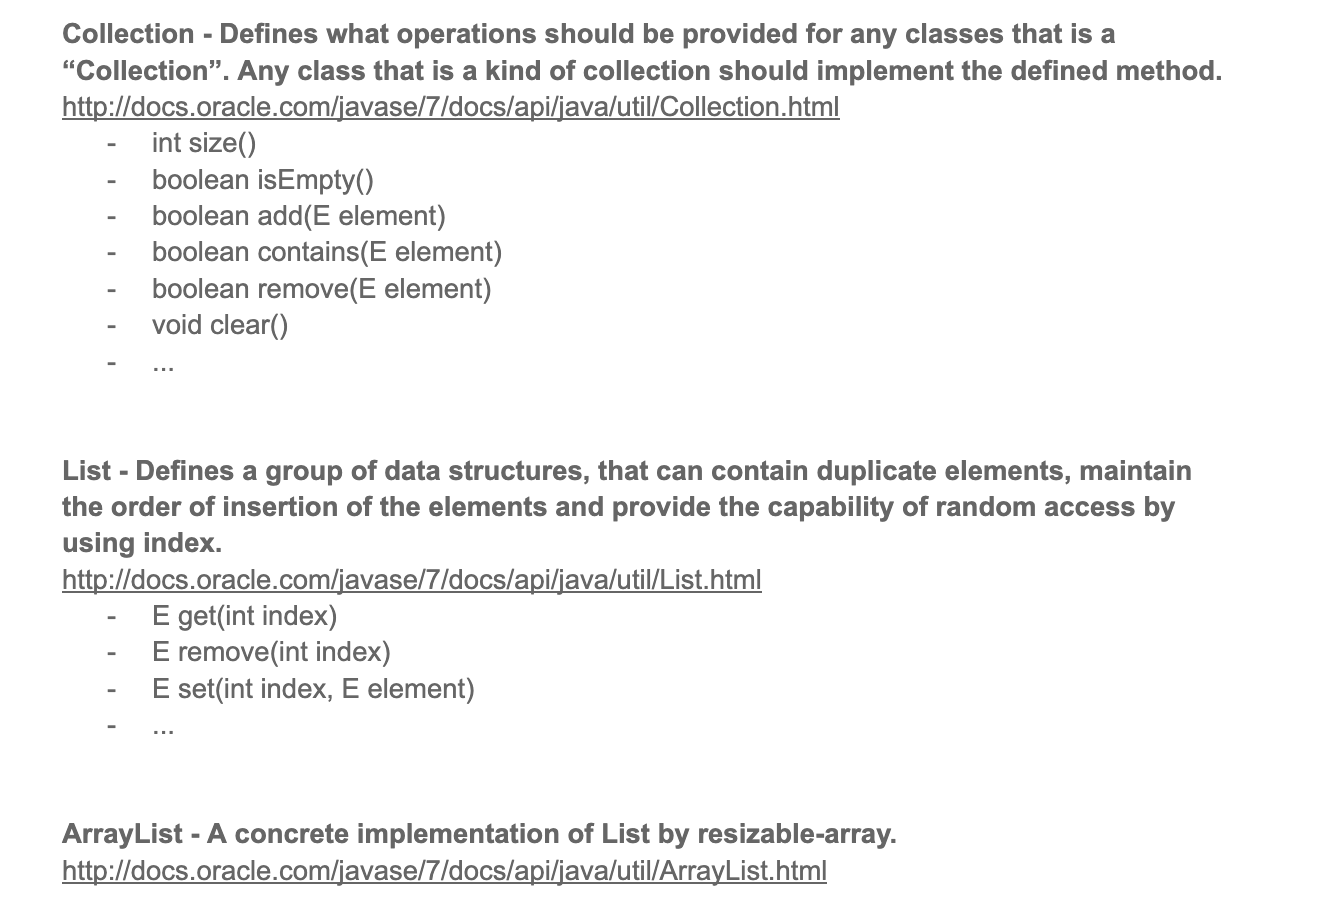 Collection - Defines what operations should be provided for any classes that is a
“Collection”. Any class that is a kind of collection should implement the defined method.
http://docs.oracle.com/javase/7/docs/api/java/util/Collection.html
- int size()
- boolean isEmpty()
- boolean add(E element)
- boolean contains(E element)
- boolean remove(E element)
- void clear()
- ...
List - Defines a group of data structures, that can contain duplicate elements, maintain
the order of insertion of the elements and provide the capability of random access by
using index.
http://docs.oracle.com/javase/7/docs/api/java/util/List.html
- E get(int index)
- E remove(int index)
- E set(int index, E element)
- ...
ArrayList - A concrete implementation of List by resizable-array.
http://docs.oracle.com/javase/7/docs/api/java/util/ArrayList.html